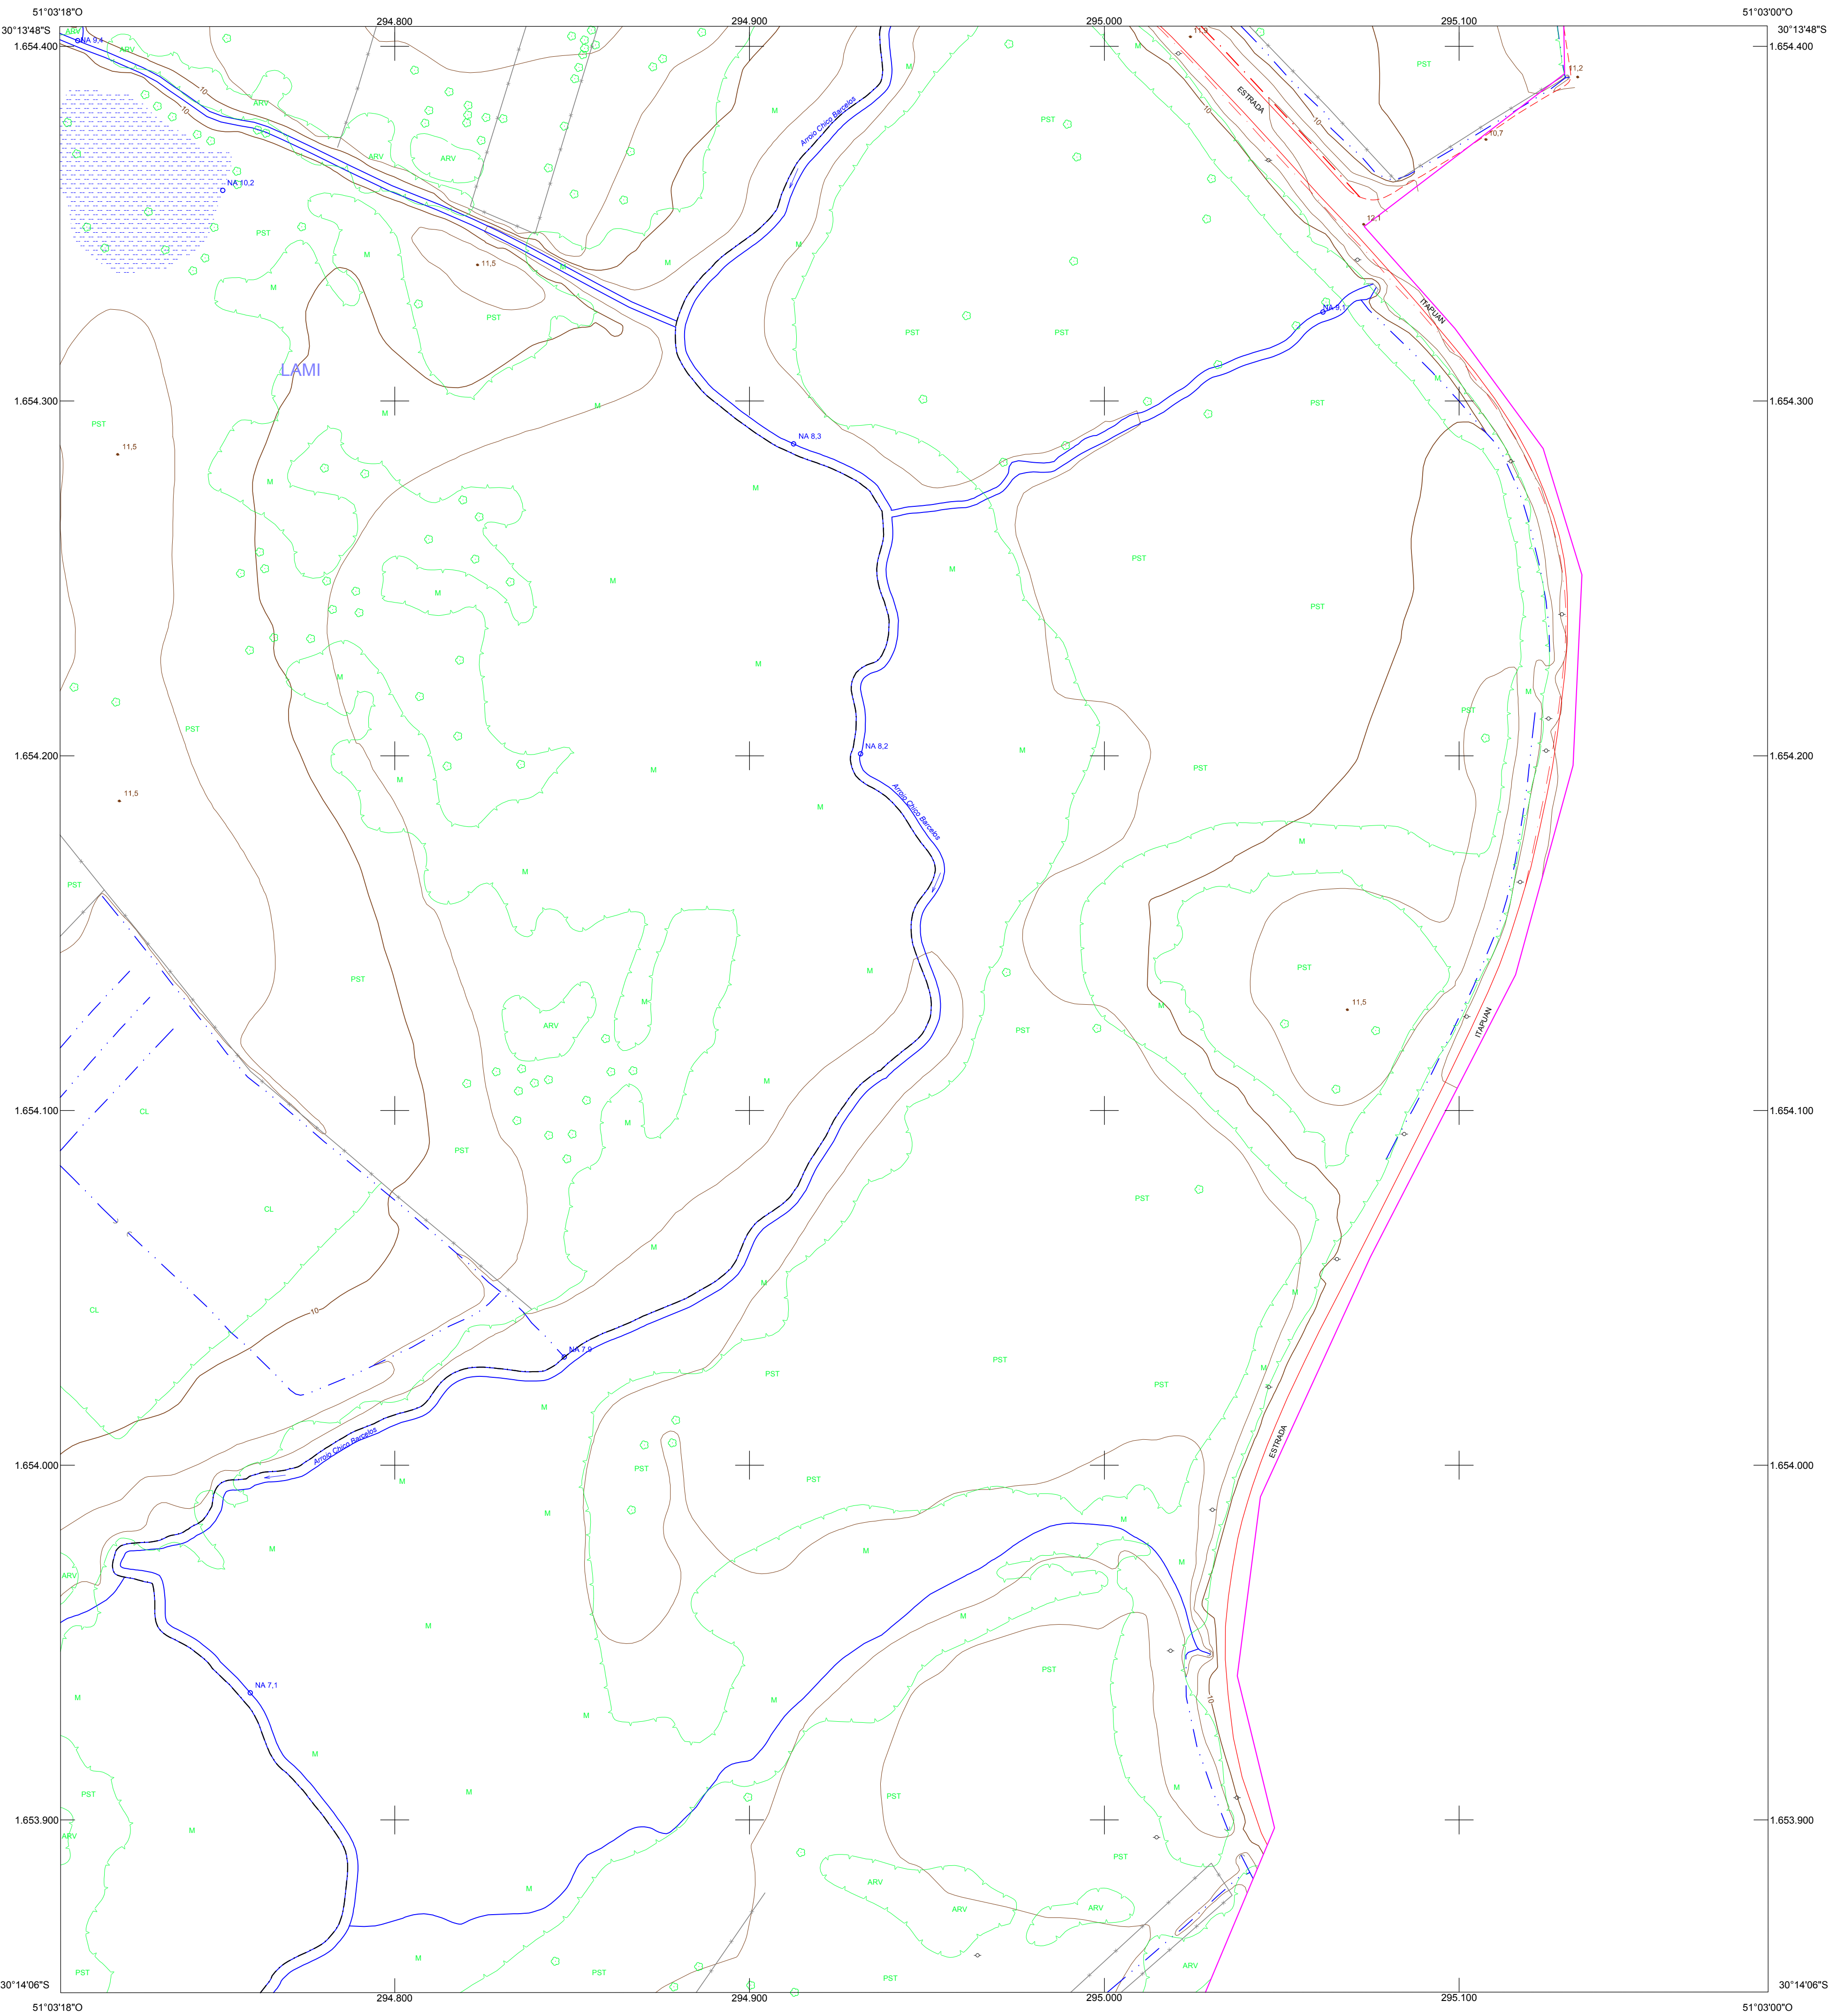 51°03'18"O
294.800
294.900
295.000
295.100
51°03'00"O
30°13'48"S
30°13'48"S
1.654.400
1.654.400
ARV
NA 9,4
ARV
11,9
M
M
PST
11,2
10
ARV
10
M
Arroio Chico Barcelos
PST
10
ESTRADA
10
10,7
ARV
ARV
NA 10,2
PST
M
M
12,1
M
11,5
M
M
M
PST
PST
PST
NA 9,1
ITAPUAN
LAMI
M
1.654.300
1.654.300
M
M
PST
PST
11,5
NA 8,3
M
M
PST
M
M
M
PST
M
M
M
PST
PST
NA 8,2
M
M
PST
M
11,5
M
Arroio Chico Barcelos
1.654.200
1.654.200
M
M
PST
PST
M
PST
M
M
11,5
ARV
PST
ITAPUAN
CL
M
M
1.654.100
1.654.100
PST
PST
CL
M
M
M
CL
10
NA 7,9
PST
PST
M
PST
M
Arroio Chico Barcelos
ESTRADA
1.654.000
1.654.000
M
PST
PST
M
M
M
M
M
ARV
M
M
PST
M
NA 7,1
M
M
10
M
M
M
PST
PST
M
1.653.900
1.653.900
ARV
M
PST
M
ARV
ARV
ARV
M
PST
PST
PST
ARV
30°14'06"S
30°14'06"S
51°03'18"O
294.800
294.900
295.000
295.100
51°03'00"O